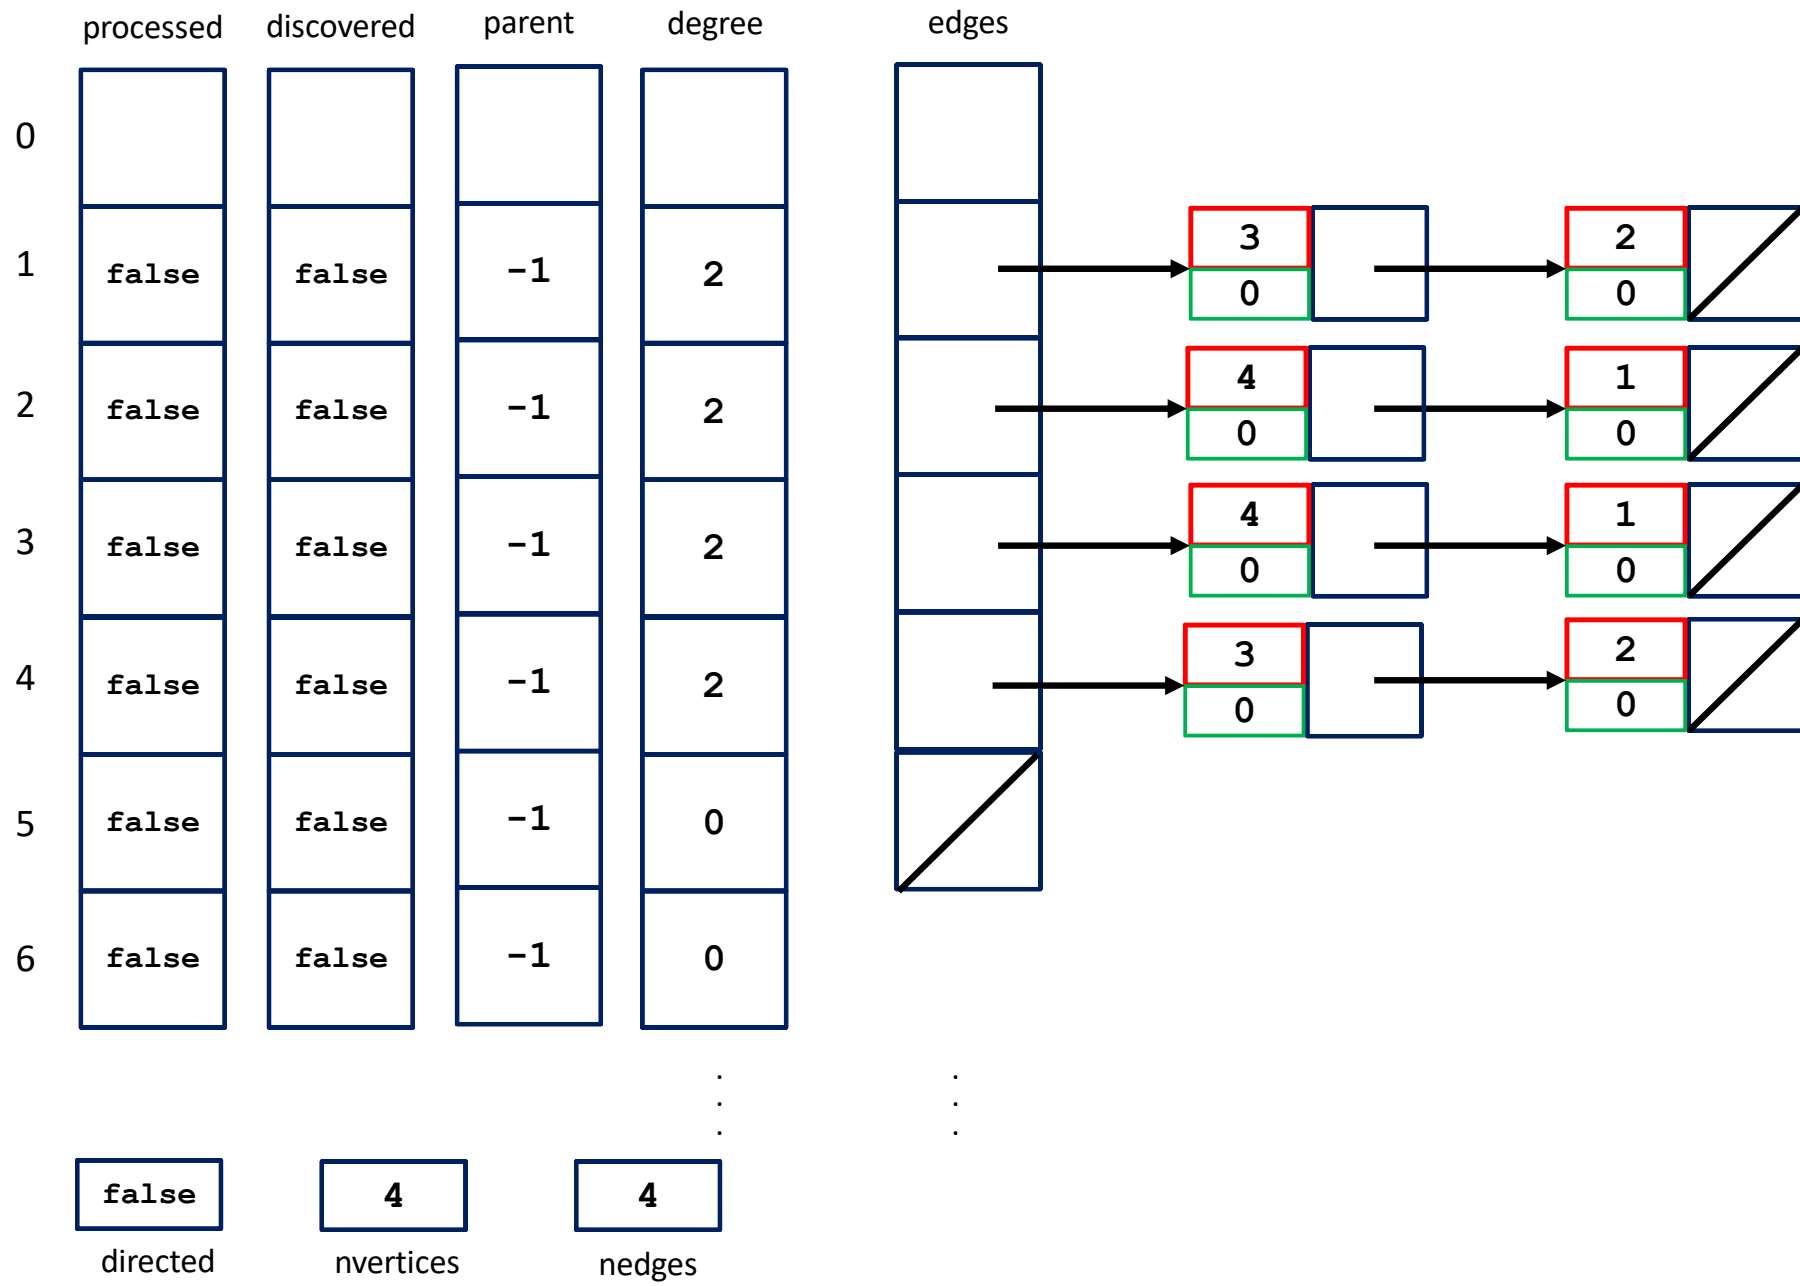 processed discovered parent degree edges
0
1 false false -1 2 3 2
0 0
2 false false -1 2 4 1
0 0
3 false false -1 2 4 1
0 0
4 false false -1 2 3 2
0 0
5 false false -1 0
6 false false -1 0
. .
. .
. .
false 4 4
directed nvertices nedges